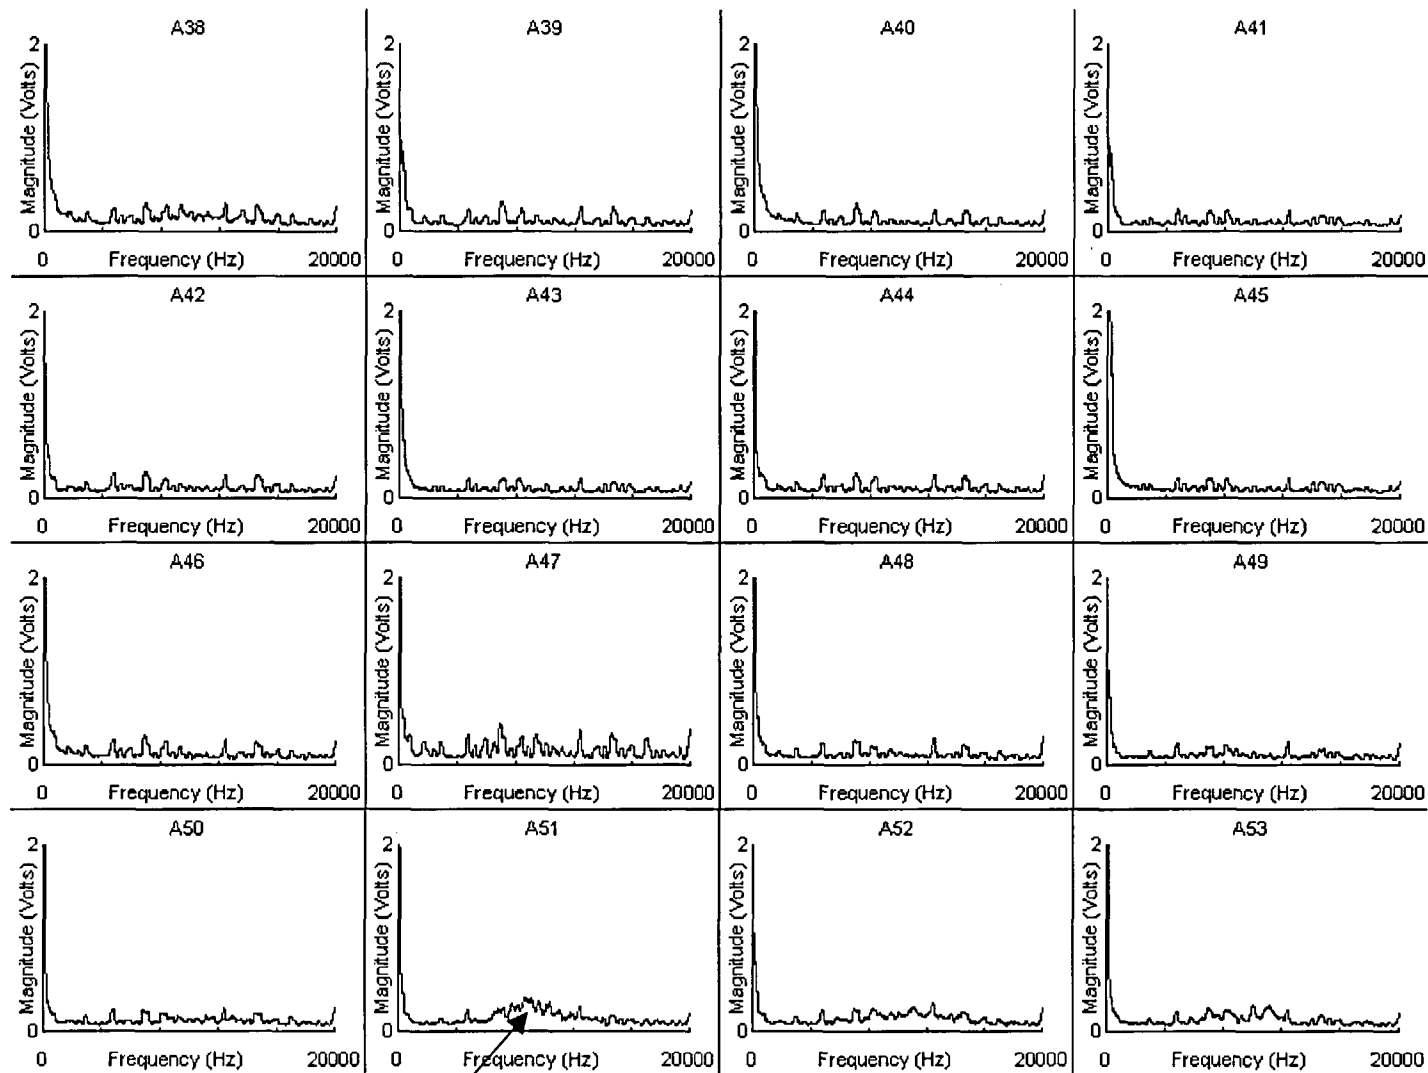 A38
2
Magnitude (Volts)
0
0 Frequency (Hz) 20000
A39
2
Magnitude (Volts)
0
0 Frequency (Hz) 20000
A40
2
Magnitude (Volts)
0
0 Frequency (Hz) 20000
A41
2
Magnitude (Volts)
0
0 Frequency (Hz) 20000
A42
2
Magnitude (Volts)
0
0 Frequency (Hz) 20000
A43
2
Magnitude (Volts)
0
0 Frequency (Hz) 20000
A44
2
Magnitude (Volts)
0
0 Frequency (Hz) 20000
A45
2
Magnitude (Volts)
0
0 Frequency (Hz) 20000
A46
2
Magnitude (Volts)
0
0 Frequency (Hz) 20000
A47
2
Magnitude (Volts)
0
0 Frequency (Hz) 20000
A48
2
Magnitude (Volts)
0
0 Frequency (Hz) 20000
A49
2
Magnitude (Volts)
0
0 Frequency (Hz) 20000
A50
2
Magnitude (Volts)
0
0 Frequency (Hz) 20000
A51
2
Magnitude (Volts)
0
0 Frequency (Hz) 20000
A52
2
Magnitude (Volts)
0
0 Frequency (Hz) 20000
A53
2
Magnitude (Volts)
0
0 Frequency (Hz) 20000